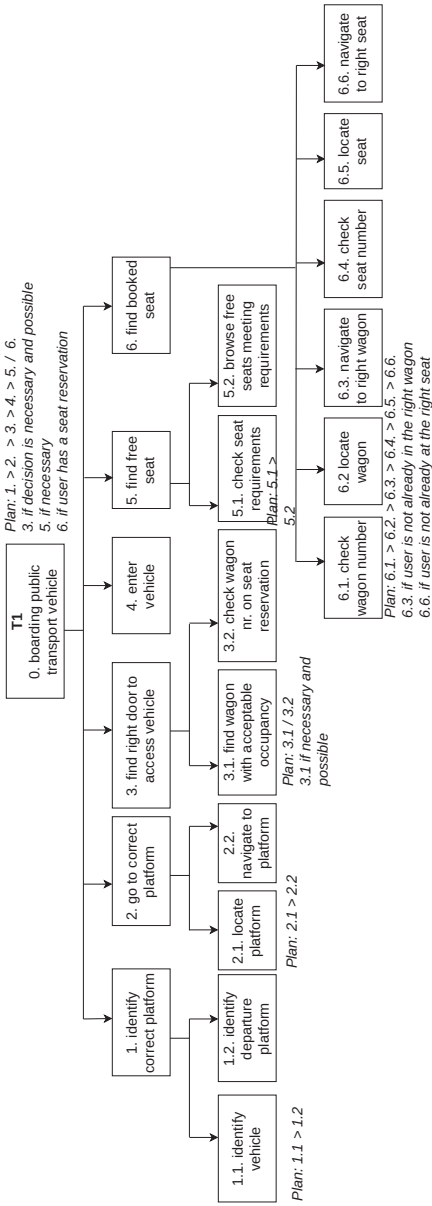 T1
0. boarding public
transport vehicle
Plan: 1. > 2. > 3. > 4. > 5. / 6.
3. if decision is necessary and possible
5. if necessary
6. if user has a seat reservation
1. identify
correct platform
2. go to correct
platform
3. find right door to
access vehicle
4. enter
vehicle
5. find free
seat
6. find booked
seat
1.1. identify
vehicle
1.2. identify
departure
platform
Plan: 1.1 > 1.2
2.1. locate
platform
2.2.
navigate to
platform
Plan: 2.1 > 2.2
3.1. find wagon
with acceptable
occupancy
3.2. check wagon
nr. on seat
reservation
Plan: 3.1 / 3.2
3.1 if necessary and
possible
5.1. check seat
requirements
5.2. browse free
seats meeting
requirements
Plan: 5.1 >
5.2
6.1. check
wagon number
6.2 locate
wagon
6.3. navigate
to right wagon
6.4. check
seat number
6.5. locate
seat
6.6. navigate
to right seat
Plan: 6.1. > 6.2. > 6.3. > 6.4. > 6.5. > 6.6.
6.3. if user is not already in the right wagon
6.6. if user is not already at the right seat